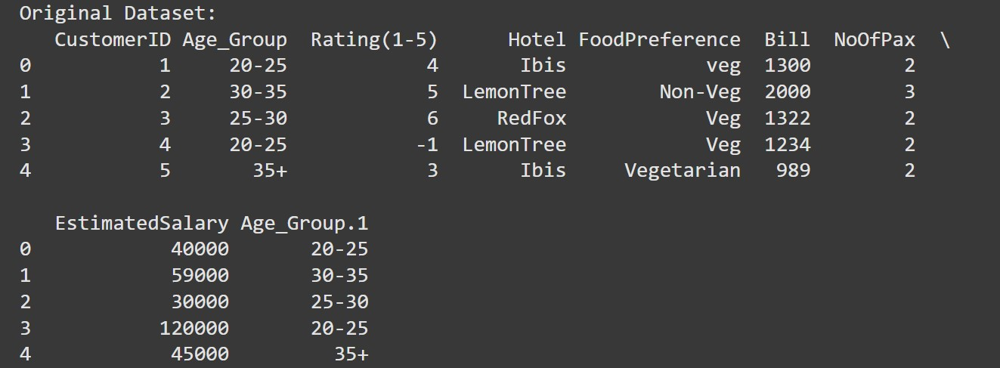 Original Dataset:
CustomerID Age_Group Rating(1-5) Hotel FoodPreference Bill NoOfPax \
0 1 20-25 4 Ibis veg 1300 2
1 2 30-35 5 LemonTree Non-Veg 2000 3
2 3 25-30 6 RedFox Veg 1322 2
3 4 20-25 -1 LemonTree Veg 1234 2
4 5 35+ 3 Ibis Vegetarian 989 2
EstimatedSalary Age_Group.1
0 40000 20-25
1 59000 30-35
2 30000 25-30
3 120000 20-25
4 45000 35+